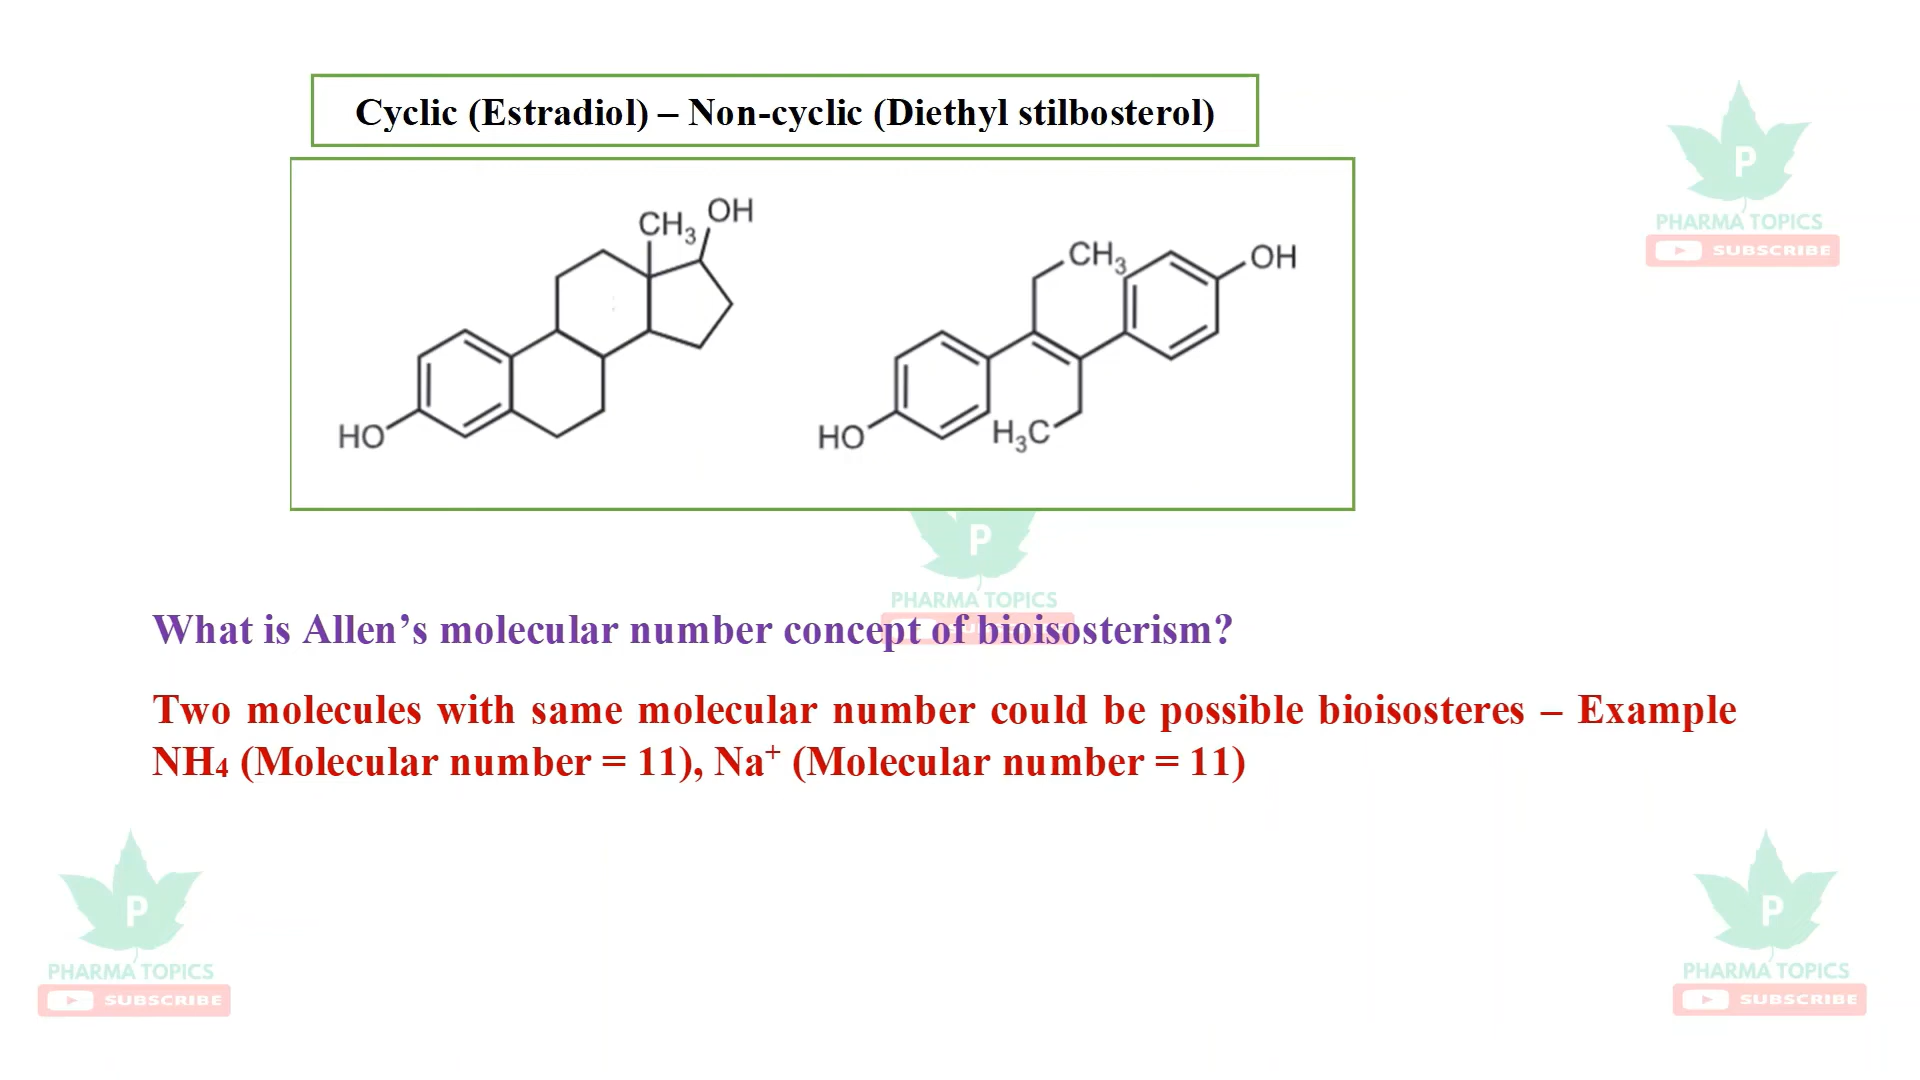 Cyclic (Estradiol) – Non-cyclic (Diethyl stilbosterol)
OH
CH₃
HO
CH₃
OH
H₃C
HO
P
PHARMA TOPICS
SUBSCRIBE
P
PHARMA TOPICS
What is Allen’s molecular number concept of bioisosterism?
Two molecules with same molecular number could be possible bioisosteres – Example
NH₄ (Molecular number = 11), Na⁺ (Molecular number = 11)
P
PHARMA TOPICS
SUBSCRIBE
P
PHARMA TOPICS
SUBSCRIBE